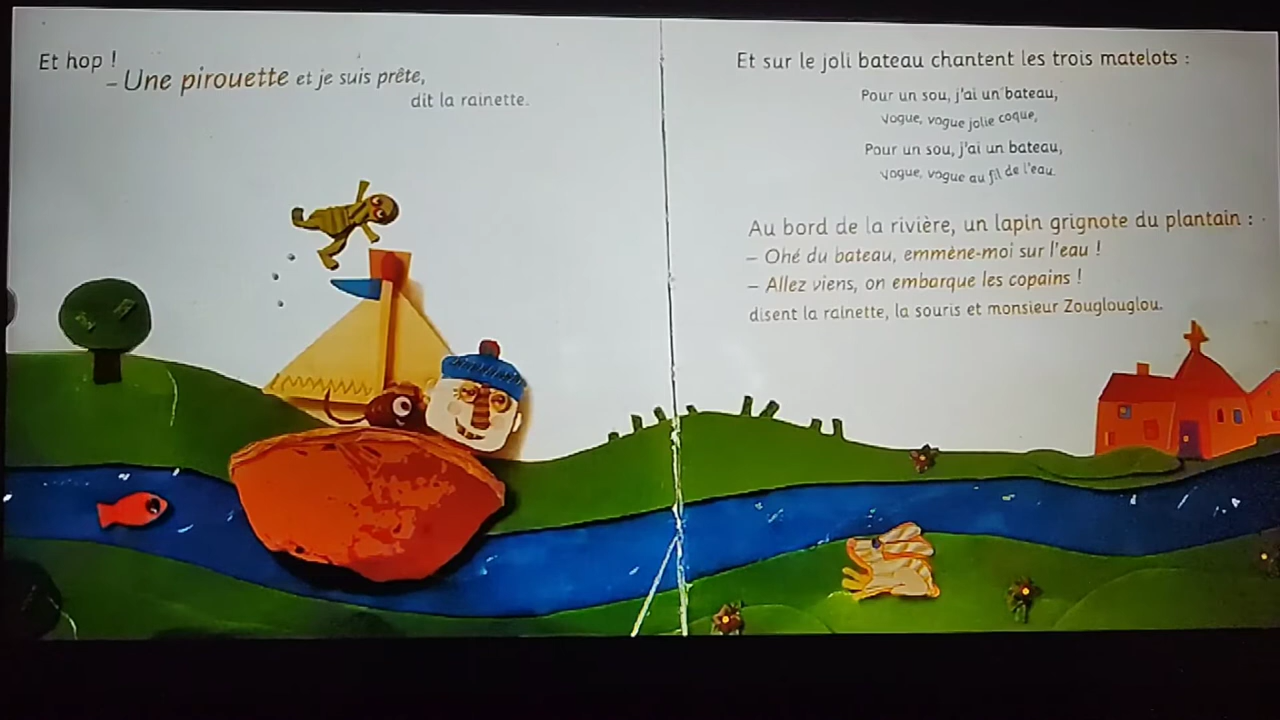 Et hop !
– Une pirouette et je suis prête,
dit la rainette.
Et sur le joli bateau chantent les trois matelots :
Pour un sou, j'ai un bateau,
Vogue, vogue jolie coque,
Pour un sou, j'ai un bateau,
Vogue, vogue au fil de l'eau.
Au bord de la rivière, un lapin grignote du plantain :
– Ohé du bateau, emmène-moi sur l'eau !
– Allez viens, on embarque les copains !
disent la rainette, la souris et monsieur Zouglouglou.